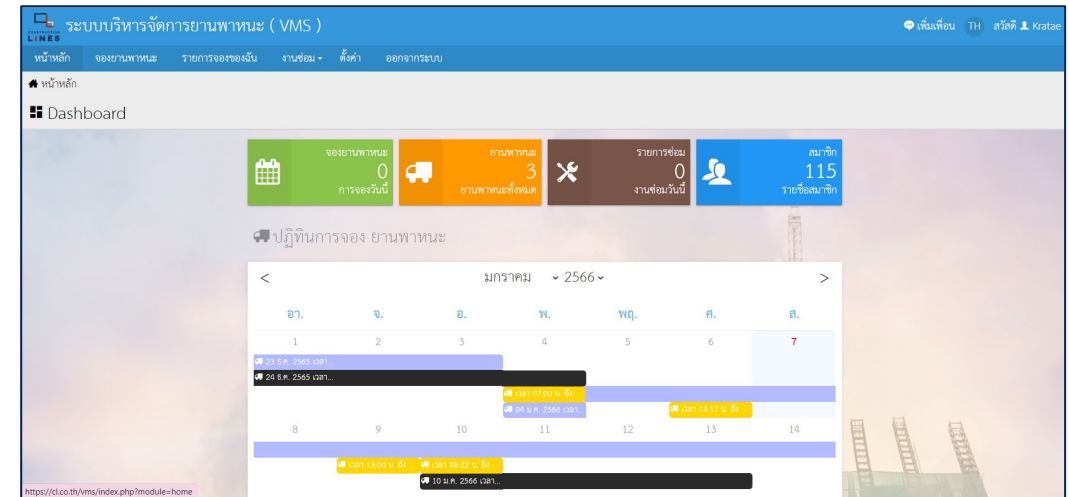 CONSTRUCTION
LINES
ระบบบริหารจัดการยานพาหนะ ( VMS )
เพิ่มเพื่อน TH สวัสดี Kratae
หน้าหลัก จองยานพาหนะ รายการจองของฉัน งานซ่อม ตั้งค่า ออกจากระบบ
หน้าหลัก
Dashboard
จองยานพาหนะ
0
การจองวันนี้
ยานพาหนะ
3
ยานพาหนะทั้งหมด
รายการซ่อม
0
งานซ่อมวันนี้
สมาชิก
115
รายชื่อสมาชิก
ปฏิทินการจอง ยานพาหนะ
< มกราคม 2566 >
อา. จ. อ. พ. พฤ. ศ. ส.
1 2 3 4 5 6 7
23 ธ.ค. 2565 เวลา...
24 ธ.ค. 2565 เวลา...
เวลา 07:00 น. ถึง ...
04 ม.ค. 2566 เวลา... เวลา 14:17 น. ถึง ...
8 9 10 11 12 13 14
เวลา 13:00 น. ถึง ... เวลา 08:22 น. ถึง ...
10 ม.ค. 2566 เวลา...
https://cl.co.th/vms/index.php?module=home